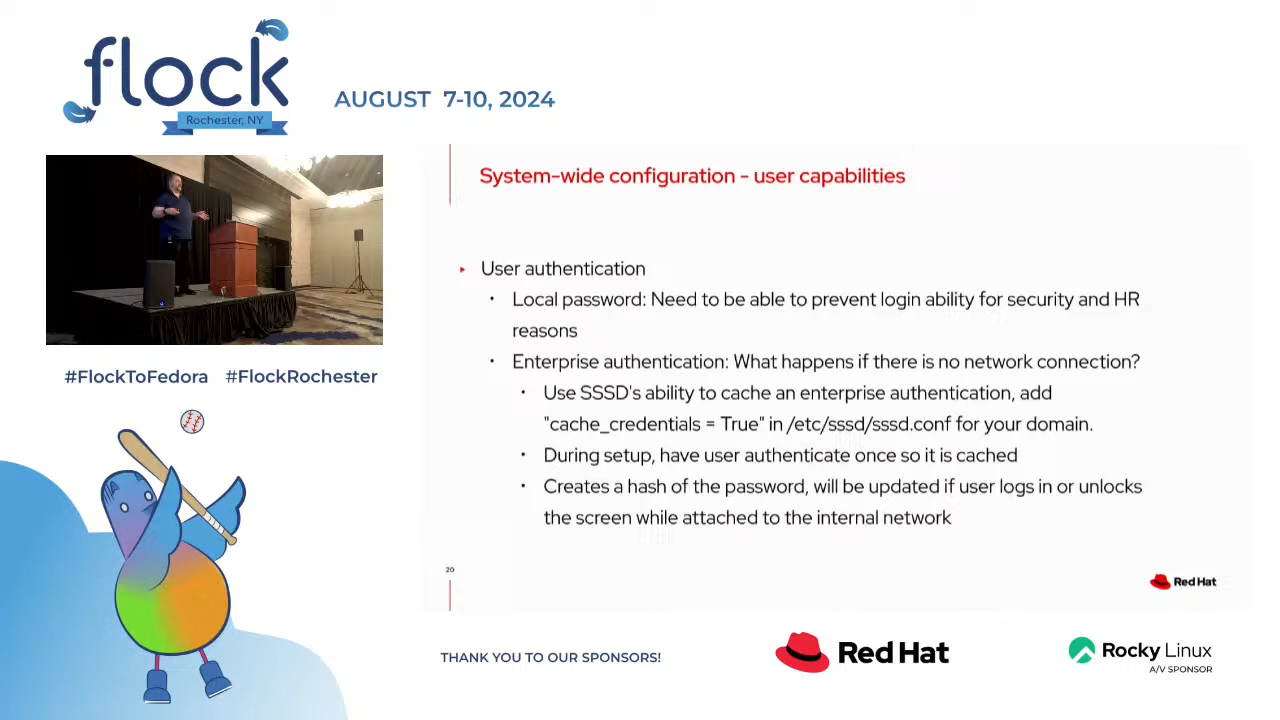 flock
Rochester, NY
AUGUST 7-10, 2024
#FlockToFedora #FlockRochester
System-wide configuration - user capabilities
▸ User authentication
• Local password: Need to be able to prevent login ability for security and HR
reasons
• Enterprise authentication: What happens if there is no network connection?
• Use SSSD's ability to cache an enterprise authentication, add
"cache_credentials = True" in /etc/sssd/sssd.conf for your domain.
• During setup, have user authenticate once so it is cached
• Creates a hash of the password, will be updated if user logs in or unlocks
the screen while attached to the internal network
20
Red Hat
THANK YOU TO OUR SPONSORS!
Red Hat
Rocky Linux
A/V SPONSOR